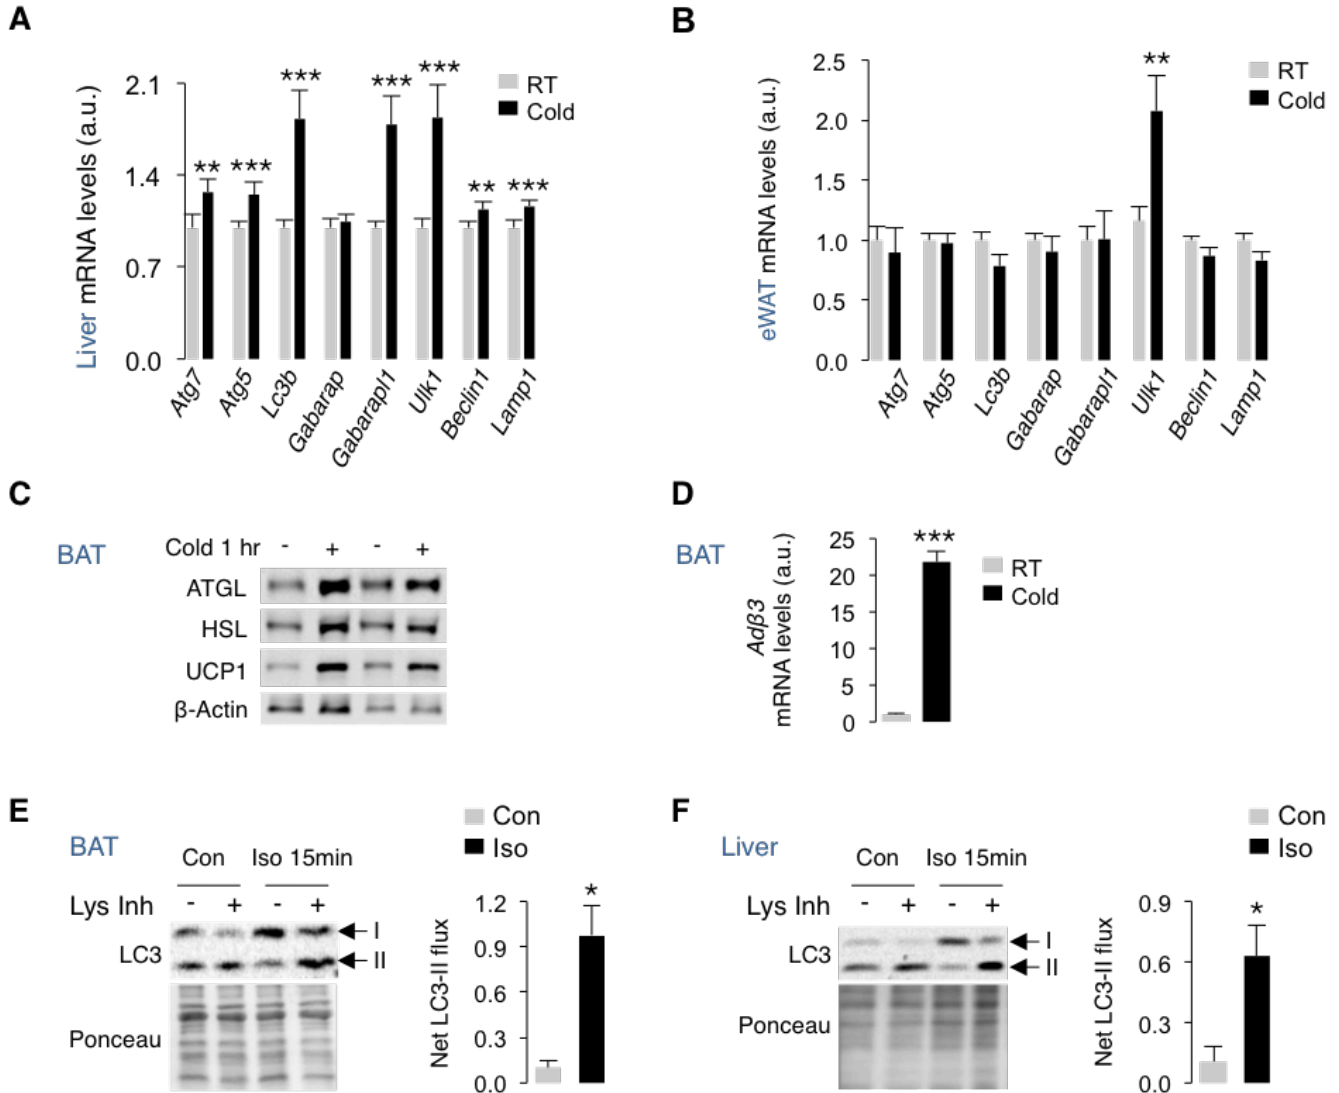 A
Liver mRNA levels (a.u.)
2.1
1.4
0.7
0.0
** *** *** *** *** ** ***
RT
Cold
Atg7 Atg5 Lc3b Gabarap Gabarapl1 Ulk1 Beclin1 Lamp1
B
eWAT mRNA levels (a.u.)
2.5
2.0
1.5
1.0
0.5
0.0
**
RT
Cold
Atg7 Atg5 Lc3b Gabarap Gabarapl1 Ulk1 Beclin1 Lamp1
C
BAT
Cold 1 hr - + - +
ATGL
HSL
UCP1
β-Actin
D
BAT
Adβ3
mRNA levels (a.u.)
25
20
15
10
5
0
***
RT
Cold
E
BAT
Con Iso 15min
Lys Inh - + - +
LC3
I
II
Ponceau
Con
Iso
Net LC3-II flux
1.2
0.9
0.6
0.3
0.0
*
F
Liver
Con Iso 15min
Lys Inh - + - +
LC3
I
II
Ponceau
Con
Iso
Net LC3-II flux
0.9
0.6
0.3
0.0
*